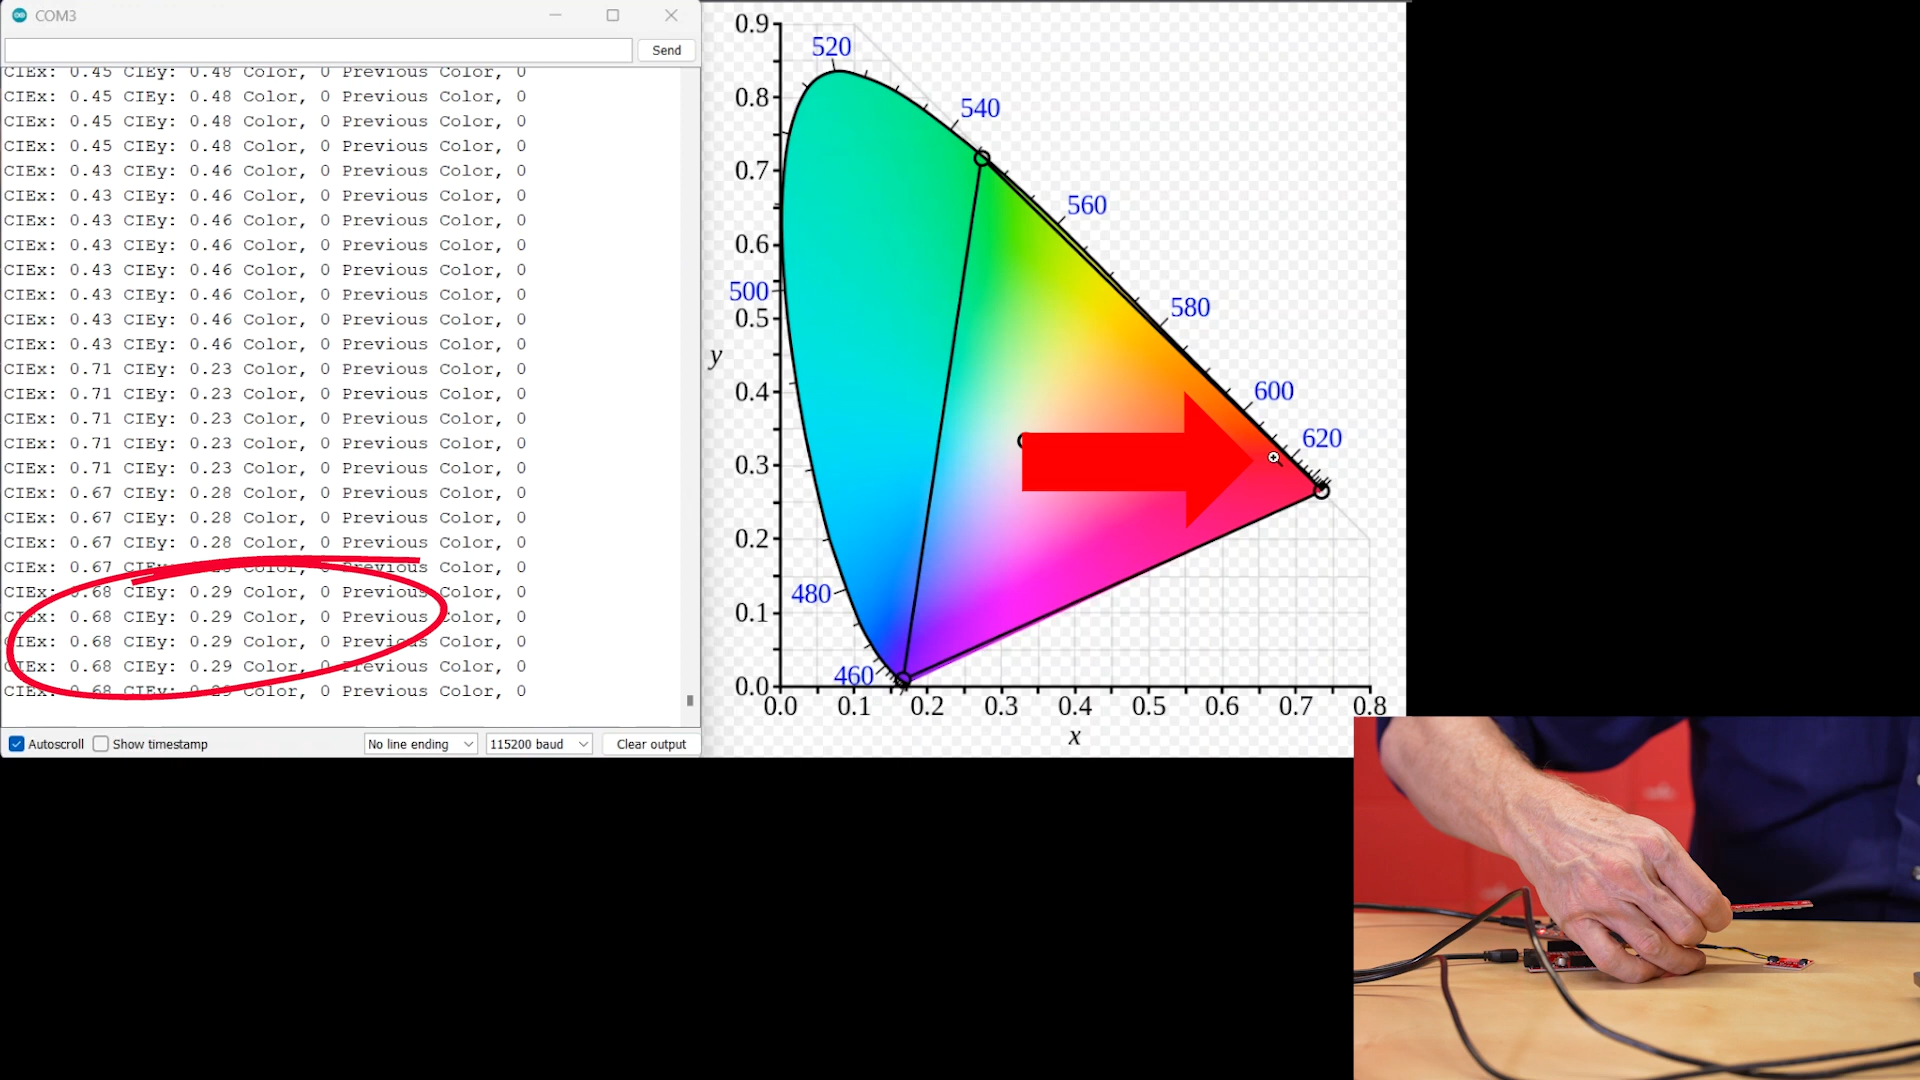 COM3
Send
CIEx: 0.45 CIEy: 0.48 Color, 0 Previous Color, 0
CIEx: 0.45 CIEy: 0.48 Color, 0 Previous Color, 0
CIEx: 0.45 CIEy: 0.48 Color, 0 Previous Color, 0
CIEx: 0.45 CIEy: 0.48 Color, 0 Previous Color, 0
CIEx: 0.43 CIEy: 0.46 Color, 0 Previous Color, 0
CIEx: 0.43 CIEy: 0.46 Color, 0 Previous Color, 0
CIEx: 0.43 CIEy: 0.46 Color, 0 Previous Color, 0
CIEx: 0.43 CIEy: 0.46 Color, 0 Previous Color, 0
CIEx: 0.43 CIEy: 0.46 Color, 0 Previous Color, 0
CIEx: 0.43 CIEy: 0.46 Color, 0 Previous Color, 0
CIEx: 0.43 CIEy: 0.46 Color, 0 Previous Color, 0
CIEx: 0.43 CIEy: 0.46 Color, 0 Previous Color, 0
CIEx: 0.71 CIEy: 0.23 Color, 0 Previous Color, 0
CIEx: 0.71 CIEy: 0.23 Color, 0 Previous Color, 0
CIEx: 0.71 CIEy: 0.23 Color, 0 Previous Color, 0
CIEx: 0.71 CIEy: 0.23 Color, 0 Previous Color, 0
CIEx: 0.71 CIEy: 0.23 Color, 0 Previous Color, 0
CIEx: 0.67 CIEy: 0.28 Color, 0 Previous Color, 0
CIEx: 0.67 CIEy: 0.28 Color, 0 Previous Color, 0
CIEx: 0.67 CIEy: 0.28 Color, 0 Previous Color, 0
CIEx: 0.67 CIEy: Color, 0 Previous Color, 0
CIEx: 0.68 CIEy: 0.29 Color, 0 Previous Color, 0
CIEx: 0.68 CIEy: 0.29 Color, 0 Previous Color, 0
CIEx: 0.68 CIEy: 0.29 Color, 0 Previous Color, 0
CIEx: 0.68 CIEy: 0.29 Color, 0 Previous Color, 0
CIEx: 0.68 CIEy: 0.29 Color, 0 Previous Color, 0
Autoscroll
Show timestamp
No line ending
115200 baud
Clear output
0.9
520
0.8
540
0.7
560
0.6
500
580
0.5
y
0.4
600
620
0.3
0.2
480
0.1
460
0.0
0.0 0.1 0.2 0.3 0.4 0.5 0.6 0.7 0.8
x